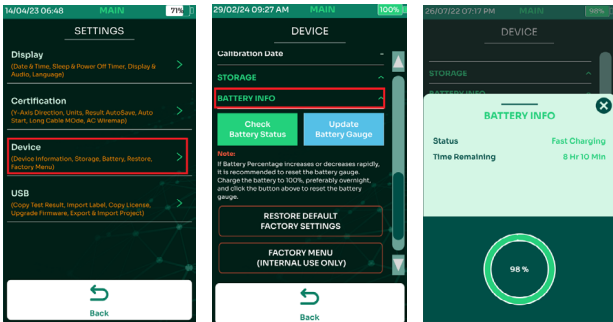 14/04/23 06:48 MAIN 71%
SETTINGS
Display
(Date & Time, Sleep & Power Off Timer, Display &
Audio, Language)
Certification
(Y-Axis Direction, Units, Result AutoSave, Auto
Start, Long Cable MOde, AC Wiremap)
Device
(Device Information, Storage, Battery, Restore,
Factory Menu)
USB
(Copy Test Result, Import Label, Copy License,
Upgrade Firmware, Export & Import Project)
Back
29/02/24 09:27 AM MAIN 100%
DEVICE
Calibration Date -
STORAGE
BATTERY INFO
Check
Battery Status
Update
Battery Gauge
Note:
If Battery Percentage increases or decreases rapidly,
it is recommended to reset the battery gauge.
Charge the battery to 100%, preferably overnight,
and click the button above to reset the battery
gauge.
RESTORE DEFAULT
FACTORY SETTINGS
FACTORY MENU
(INTERNAL USE ONLY)
Back
26/07/22 07:17 PM MAIN 98%
DEVICE
STORAGE
BATTERY INFO
BATTERY INFO
Status Fast Charging
Time Remaining 8 Hr 10 Min
98 %